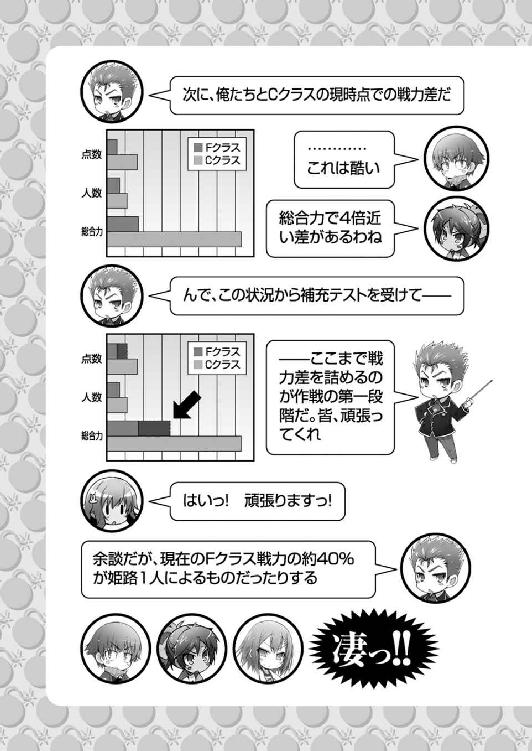 次に、俺たちとCクラスの現時点での戦力差だ
Fクラス
Cクラス
点数
人数
総合力
…………
これは酷い
総合力で4倍近
い差があるわね
んで、この状況から補充テストを受けて――
Fクラス
Cクラス
点数
人数
総合力
――ここまで戦
力差を詰めるの
が作戦の第一段
階だ。皆、頑張っ
てくれ
はいっ!　頑張りますっ!
余談だが、現在のFクラス戦力の約40%
が姫路1人によるものだったりする
凄っ!!